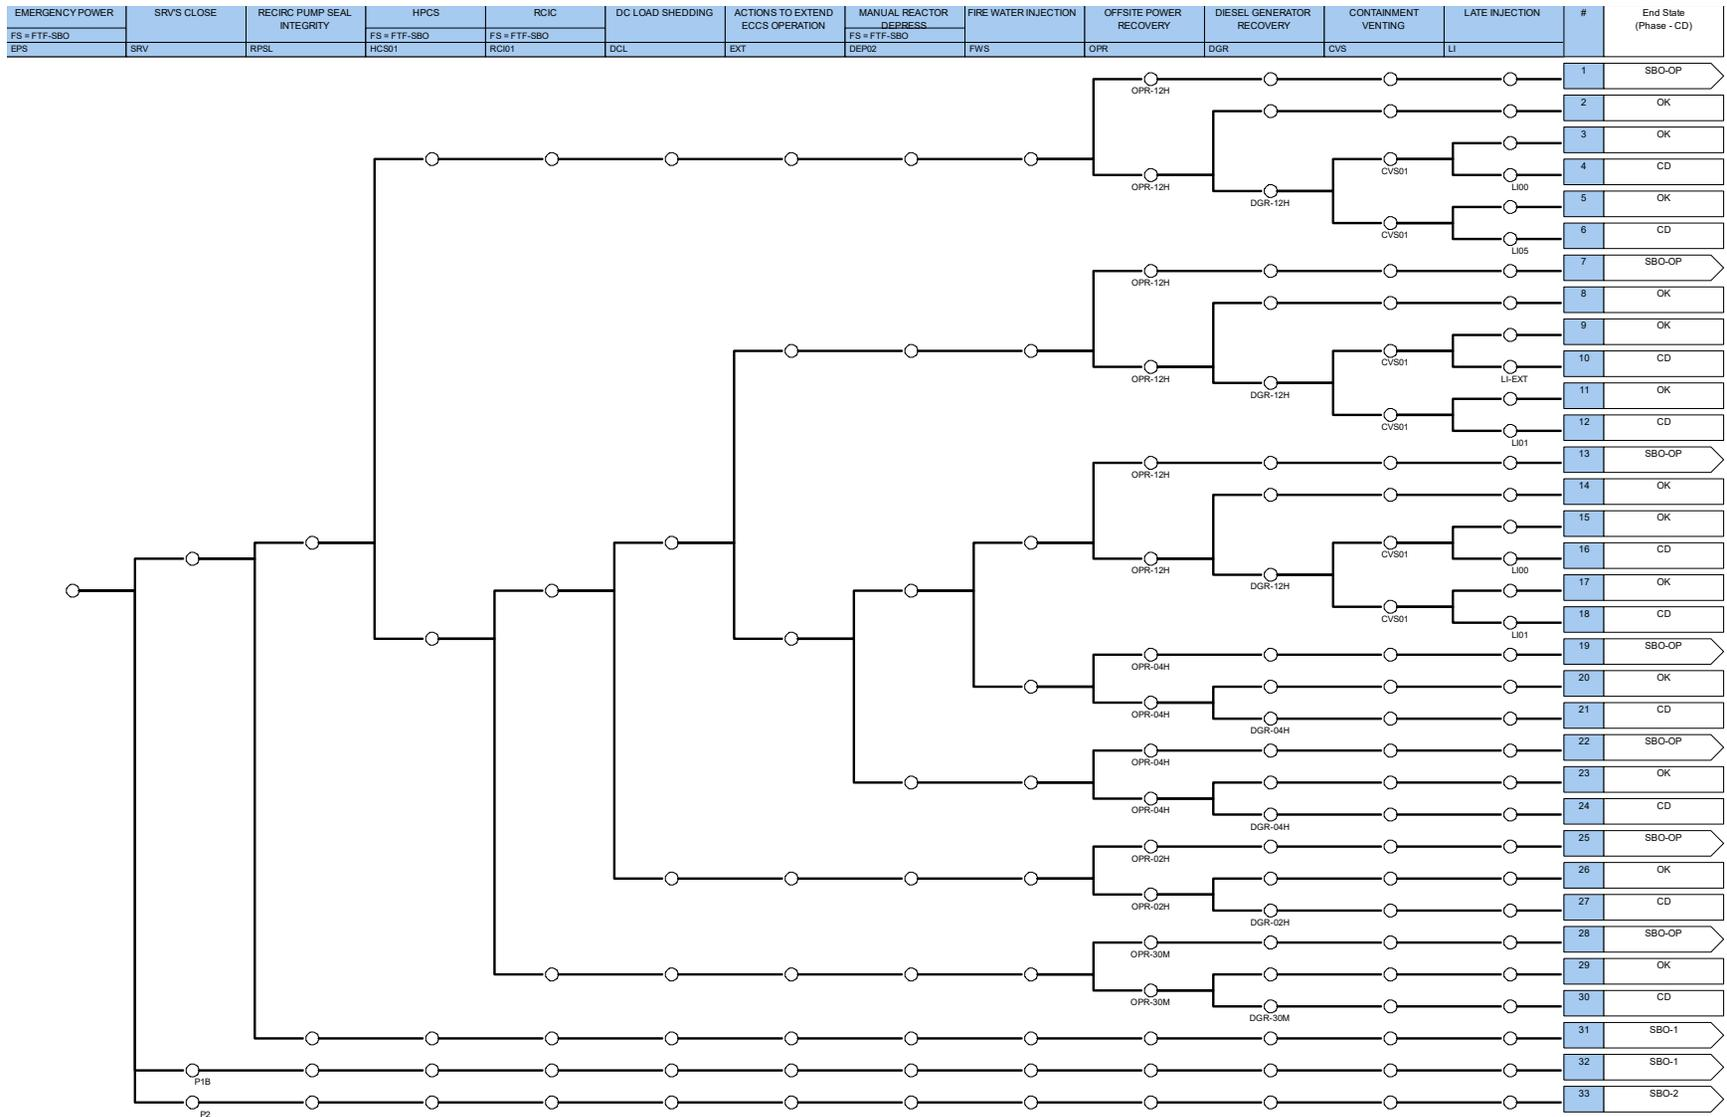 EMERGENCY POWER
FS = FTF-SBO
EPS
SRV'S CLOSE
SRV
RECIRC PUMP SEAL
INTEGRITY
RPSL
HPCS
FS = FTF-SBO
HCS01
RCIC
FS = FTF-SBO
RCI01
DC LOAD SHEDDING
DCL
ACTIONS TO EXTEND
ECCS OPERATION
EXT
MANUAL REACTOR
DEPRESS
FS = FTF-SBO
DEP02
FIRE WATER INJECTION
FWS
OFFSITE POWER
RECOVERY
OPR
DIESEL GENERATOR
RECOVERY
DGR
CONTAINMENT
VENTING
CVS
LATE INJECTION
LI
#
End State
(Phase - CD)
1 SBO-OP
OPR-12H
2 OK
3 OK
CVS01
4 CD
OPR-12H
LI00
DGR-12H
5 OK
CVS01
6 CD
LI05
7 SBO-OP
OPR-12H
8 OK
9 OK
CVS01
10 CD
OPR-12H
LI-EXT
DGR-12H
11 OK
CVS01
12 CD
LI01
13 SBO-OP
OPR-12H
14 OK
15 OK
CVS01
16 CD
OPR-12H
LI00
DGR-12H
17 OK
CVS01
18 CD
LI01
19 SBO-OP
OPR-04H
20 OK
OPR-04H
21 CD
DGR-04H
22 SBO-OP
OPR-04H
23 OK
OPR-04H
24 CD
DGR-04H
25 SBO-OP
OPR-02H
26 OK
OPR-02H
27 CD
DGR-02H
28 SBO-OP
OPR-30M
29 OK
OPR-30M
30 CD
DGR-30M
31 SBO-1
32 SBO-1
P1B
33 SBO-2
P2